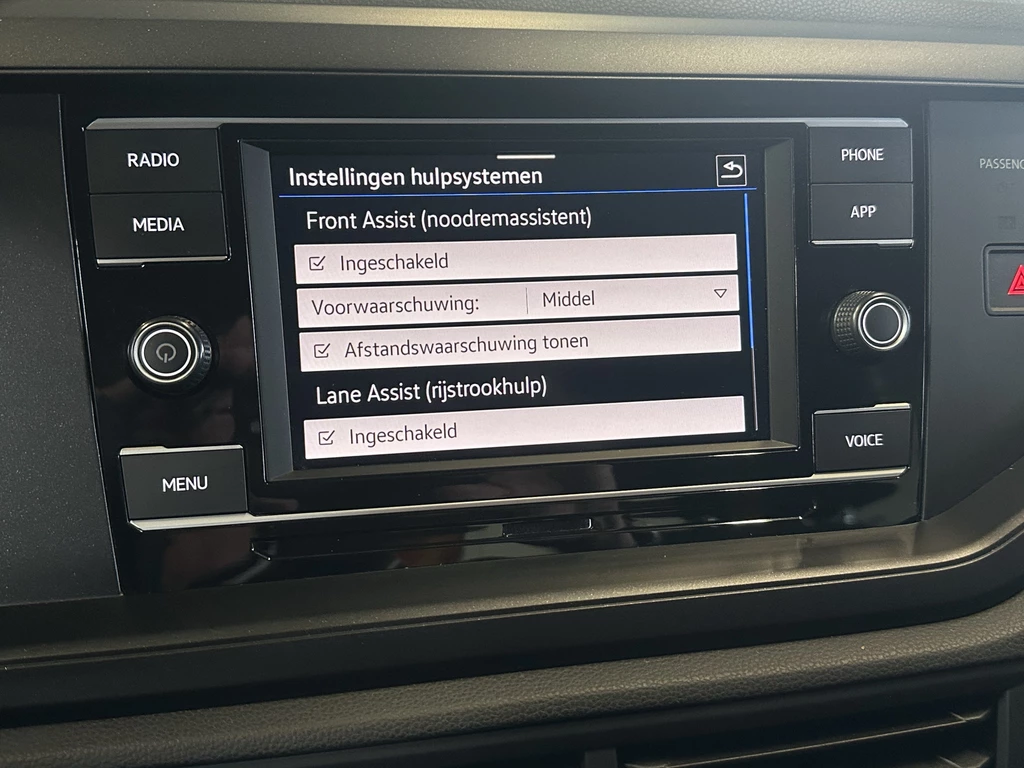 RADIO
MEDIA
MENU
Instellingen hulpsystemen
Front Assist (noodremassistent)
Ingeschakeld
Voorwaarschuwing: Middel
Afstandswaarschuwing tonen
Lane Assist (rijstrookhulp)
Ingeschakeld
PHONE
APP
VOICE
PASSENG